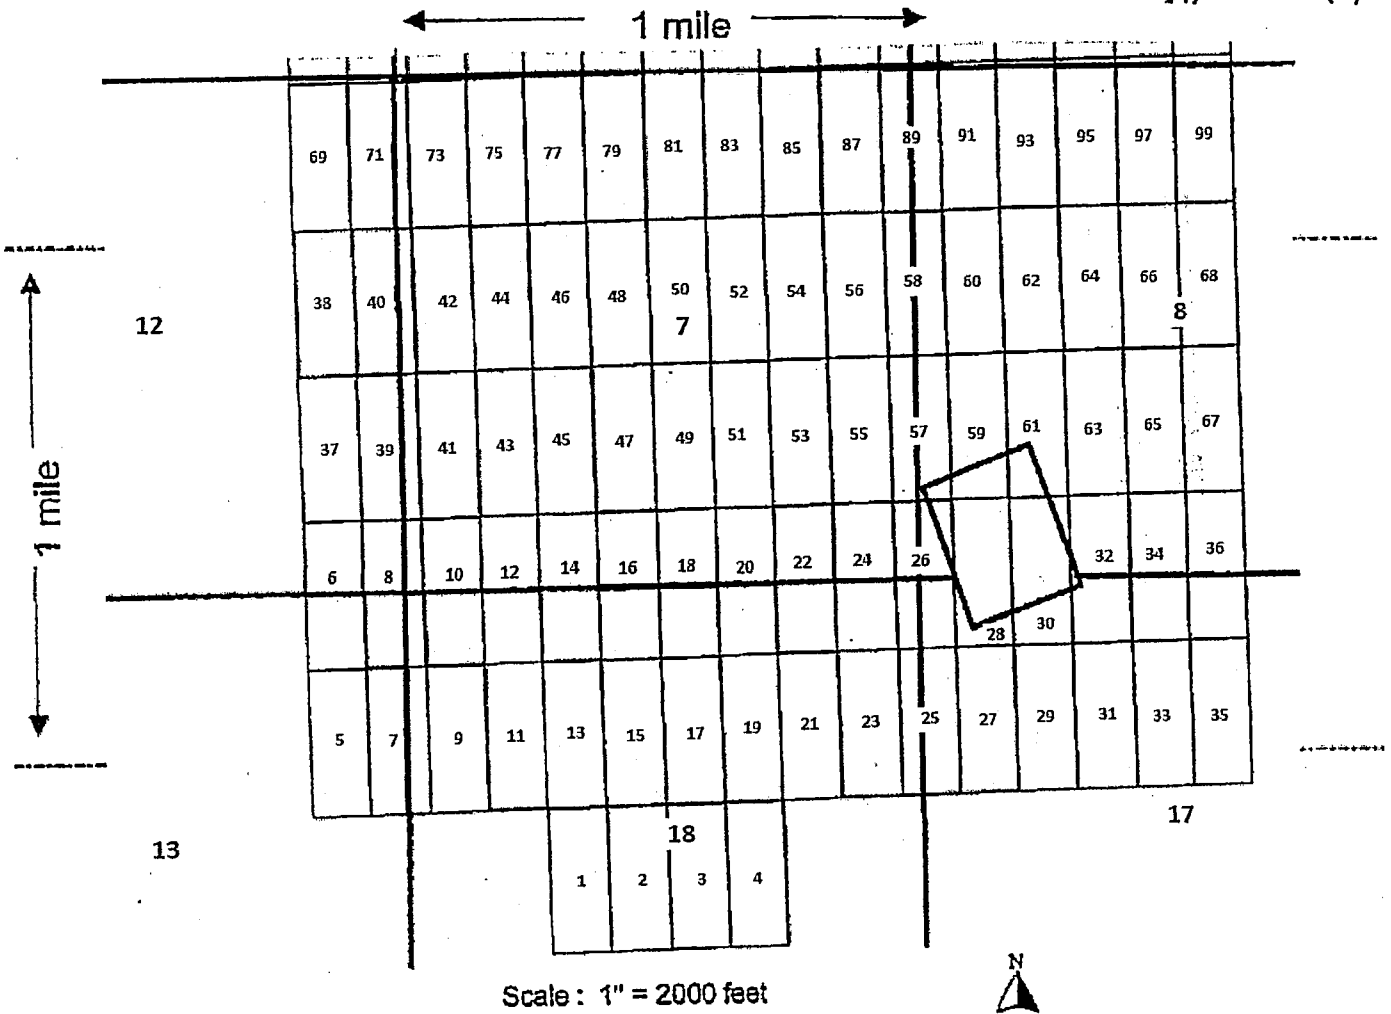 1 mile
69 71 73 75 77 79 81 83 85 87 89 91 93 95 97 99
38 40 42 44 46 48 50 52 54 56 58 60 62 64 66 68
12 7 8
37 39 41 43 45 47 49 51 53 55 57 59 61 63 65 67
1 mile
6 8 10 12 14 16 18 20 22 24 26 32 34 36
28 30
5 7 9 11 13 15 17 19 21 23 25 27 29 31 33 35
13 18 17
1 2 3 4
N
Scale: 1" = 2000 feet